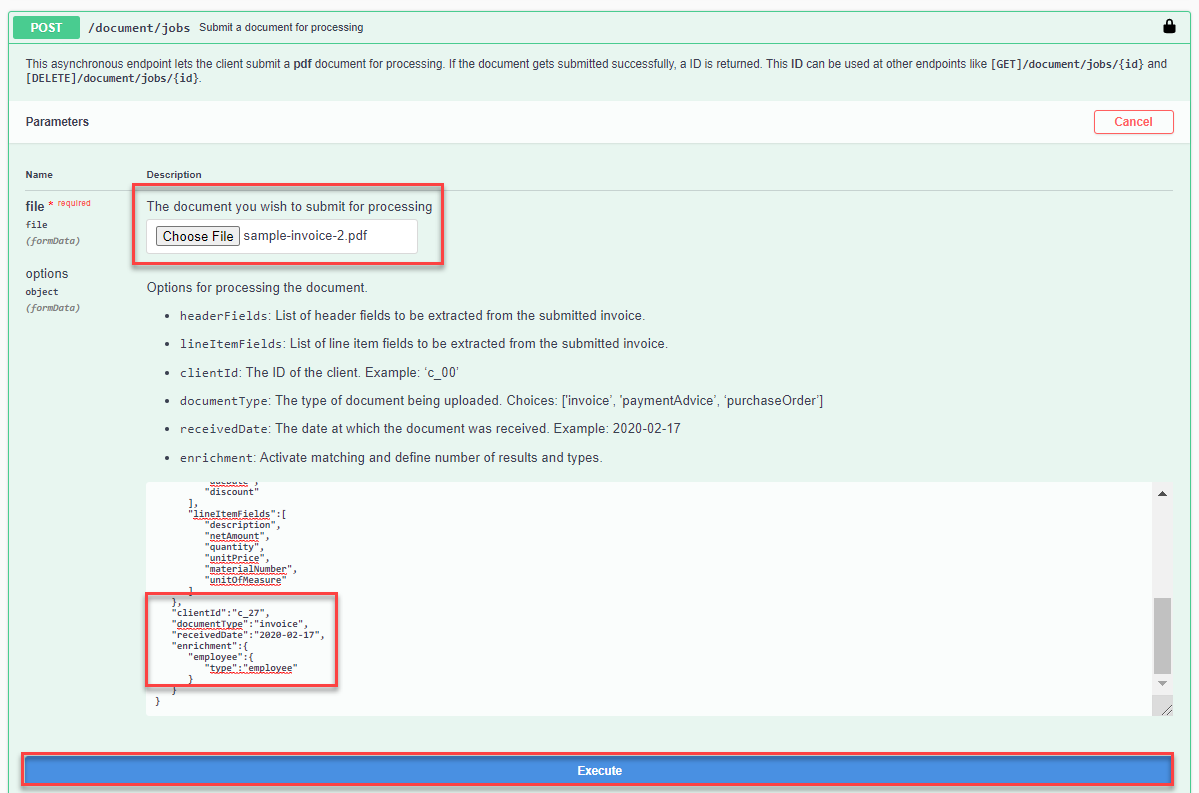 POST /document/jobs Submit a document for processing
This asynchronous endpoint lets the client submit a pdf document for processing. If the document gets submitted successfully, a ID is returned. This ID can be used at other endpoints like [GET]/document/jobs/{id} and
[DELETE]/document/jobs/{id}.
Parameters
Cancel
Name Description
file * required
file
(formData)
The document you wish to submit for processing
Choose File sample-invoice-2.pdf
options
object
(formData)
Options for processing the document.
• headerFields: List of header fields to be extracted from the submitted invoice.
• lineItemFields: List of line item fields to be extracted from the submitted invoice.
• clientId: The ID of the client. Example: ‘c_00’
• documentType: The type of document being uploaded. Choices: ['invoice’, 'paymentAdvice’, ‘purchaseOrder’]
• receivedDate: The date at which the document was received. Example: 2020-02-17
• enrichment: Activate matching and define number of results and types.
"dueDate",
"discount"
],
"lineItemFields":[
"description",
"netAmount",
"quantity",
"unitPrice",
"materialNumber",
"unitOfMeasure"
]
},
"clientId":"c_27",
"documentType":"invoice",
"receivedDate":"2020-02-17",
"enrichment":{
"employee":{
"type":"employee"
}
}
}
Execute